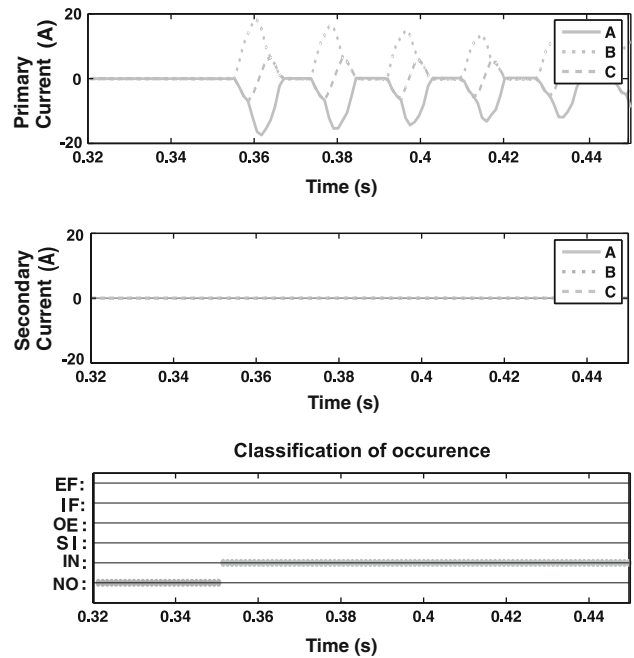 20
0
-20
Primary
Current (A)
A
B
C
0.32
0.34
0.36
0.38
0.4
0.42
0.44
Time (s)
20
0
-20
Secondary
Current (A)
A
B
C
0.32
0.34
0.36
0.38
0.4
0.42
0.44
Time (s)
Classification of occurence
EF:
IF:
OE:
SI:
IN:
NO:
0.32
0.34
0.36
0.38
0.4
0.42
0.44
Time (s)